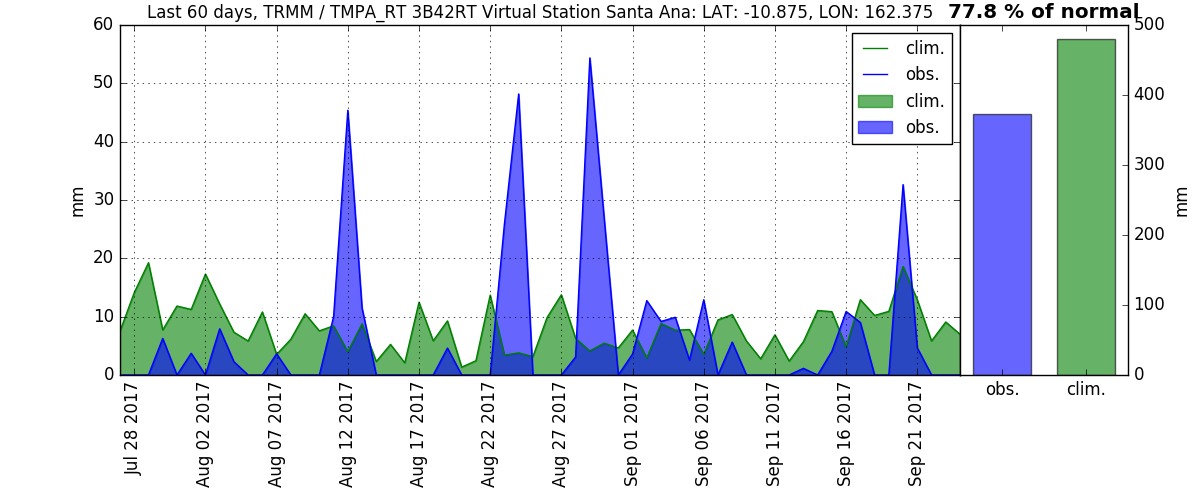 Last 60 days, TRMM / TMPA_RT 3B42RT Virtual Station Santa Ana: LAT: -10.875, LON: 162.375
77.8 % of normal
60
50
40
30
20
10
0
mm
clim.
obs.
clim.
obs.
500
400
300
200
100
0
mm
obs.
clim.
Jul 28 2017
Aug 02 2017
Aug 07 2017
Aug 12 2017
Aug 17 2017
Aug 22 2017
Aug 27 2017
Sep 01 2017
Sep 06 2017
Sep 11 2017
Sep 16 2017
Sep 21 2017